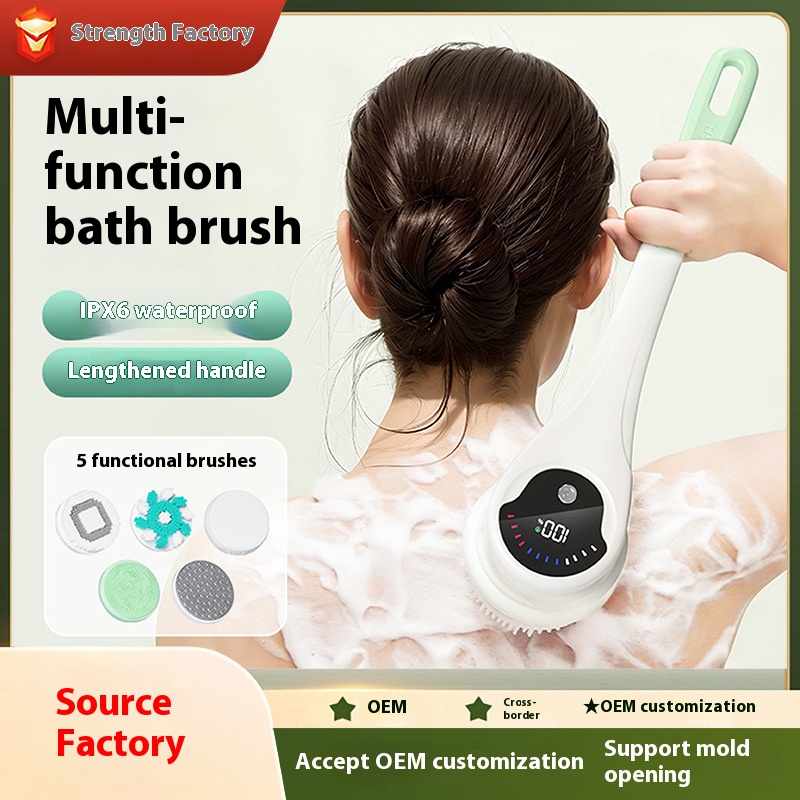 Strength Factory
Multi-
function
bath brush
IPX6 waterproof
Lengthened handle
5 functional brushes
100%
Source
Factory
OEM
Cross-
border
★OEM customization
Accept OEM customization
Support mold
opening